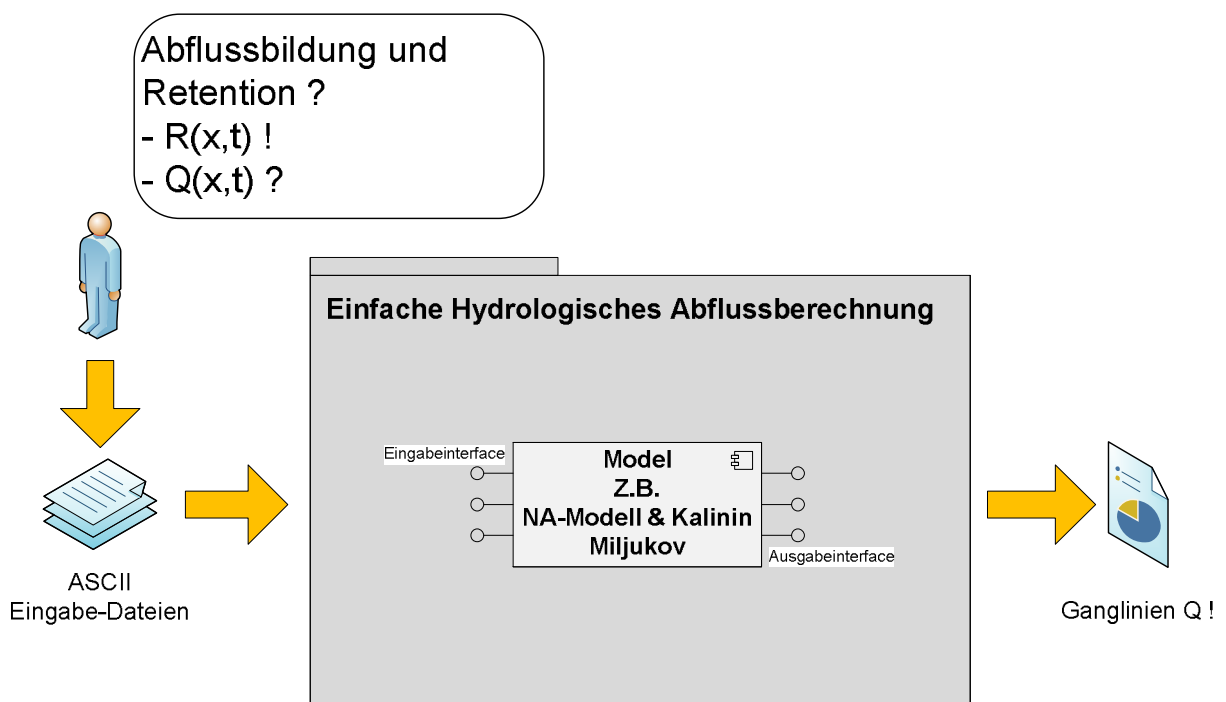 Abflussbildung und
Retention ?
- R(x,t) !
- Q(x,t) ?
Einfache Hydrologisches Abflussberechnung
Eingabeinterface
Model
Z.B.
NA-Modell & Kalinin
Miljukov
Ausgabeinterface
ASCII
Eingabe-Dateien
Ganglinien Q !